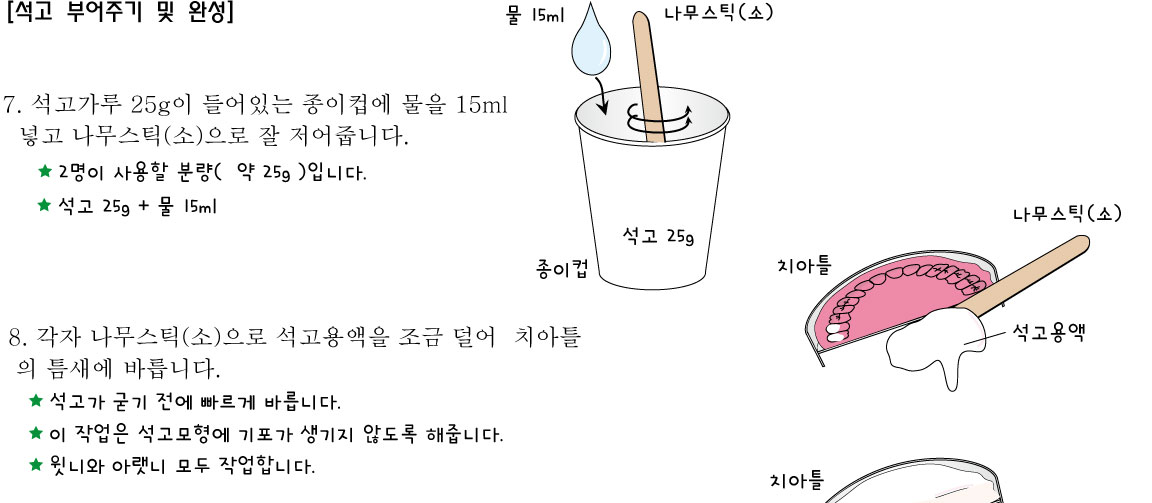 [석고 부어주기 및 완성]
물 15ml
나무스틱(소)
7. 석고가루 25g이 들어있는 종이컵에 물을 15ml
넣고 나무스틱(소)으로 잘 저어줍니다.
★ 2명이 사용할 분량( 약 25g )입니다.
★ 석고 25g + 물 15ml
석고 25g
종이컵
나무스틱(소)
치아틀
석고용액
8. 각자 나무스틱(소)으로 석고용액을 조금 덜어 치아틀
의 틈새에 바릅니다.
★ 석고가 굳기 전에 빠르게 바릅니다.
★ 이 작업은 석고모형에 기포가 생기지 않도록 해줍니다.
★ 윗니와 아랫니 모두 작업합니다.
치아틀